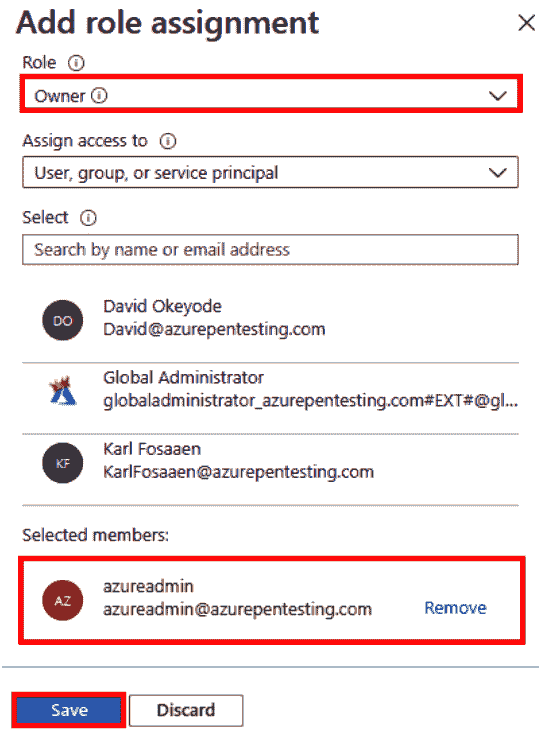 Add role assignment
Role
Owner
Assign access to
User, group, or service principal
Select
Search by name or email address
DO
David Okeyode
David@azurepentesting.com
Global Administrator
globaladministrator_azurepentesting.com#EXT#@gl...
KF
Karl Fosaaen
KarlFosaaen@azurepentesting.com
Selected members:
AZ
azureadmin
azureadmin@azurepentesting.com
Remove
Save
Discard